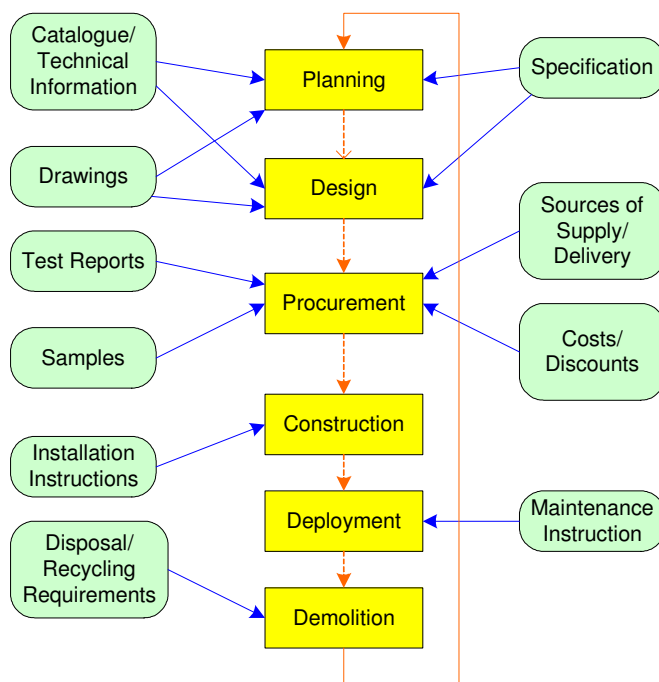 Catalogue/
Technical
Information
Planning
Specification
Drawings
Design
Sources of
Supply/
Delivery
Test Reports
Procurement
Samples
Costs/
Discounts
Construction
Installation
Instructions
Deployment
Maintenance
Instruction
Disposal/
Recycling
Requirements
Demolition